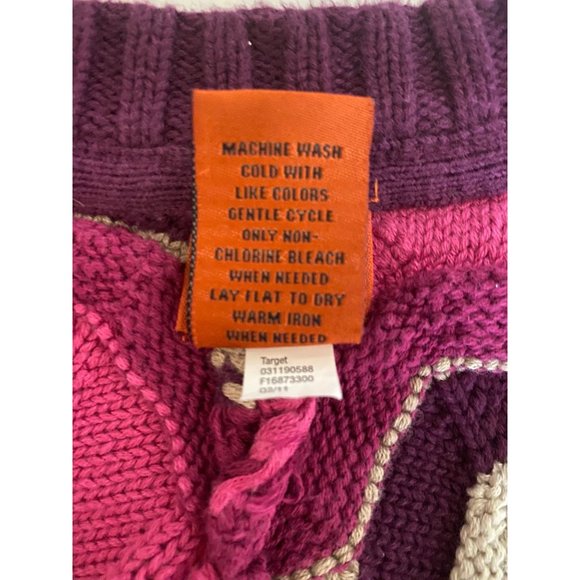 MACHINE WASH
COLD WITH
LIKE COLORS
GENTLE CYCLE
ONLY NON-
CHLORINE BLEACH
WHEN NEEDED
LAY FLAT TO DRY
WARM IRON
WHEN NEEDED
Target
031190588
F16873300